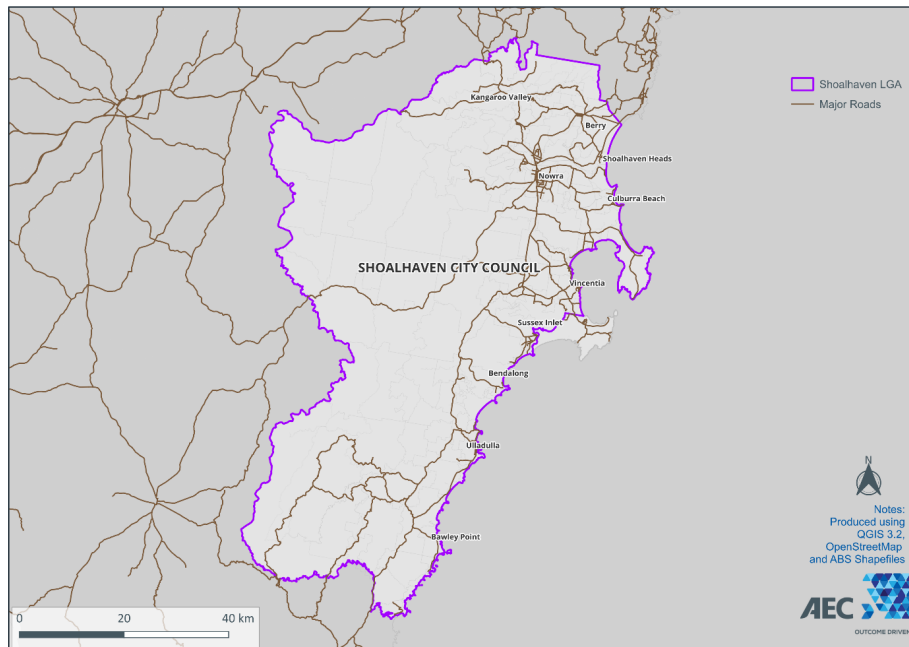 Shoalhaven LGA
Major Roads
Kangaroo Valley
Berry
Shoalhaven Heads
Nowra
Culburra Beach
SHOALHAVEN CITY COUNCIL
Vincentia
Sussex Inlet
Bendalong
Ulladulla
Bawley Point
N
Notes:
Produced using
QGIS 3.2,
OpenStreetMap
and ABS Shapefiles
0 20 40 km
AEC
OUTCOME DRIVEN